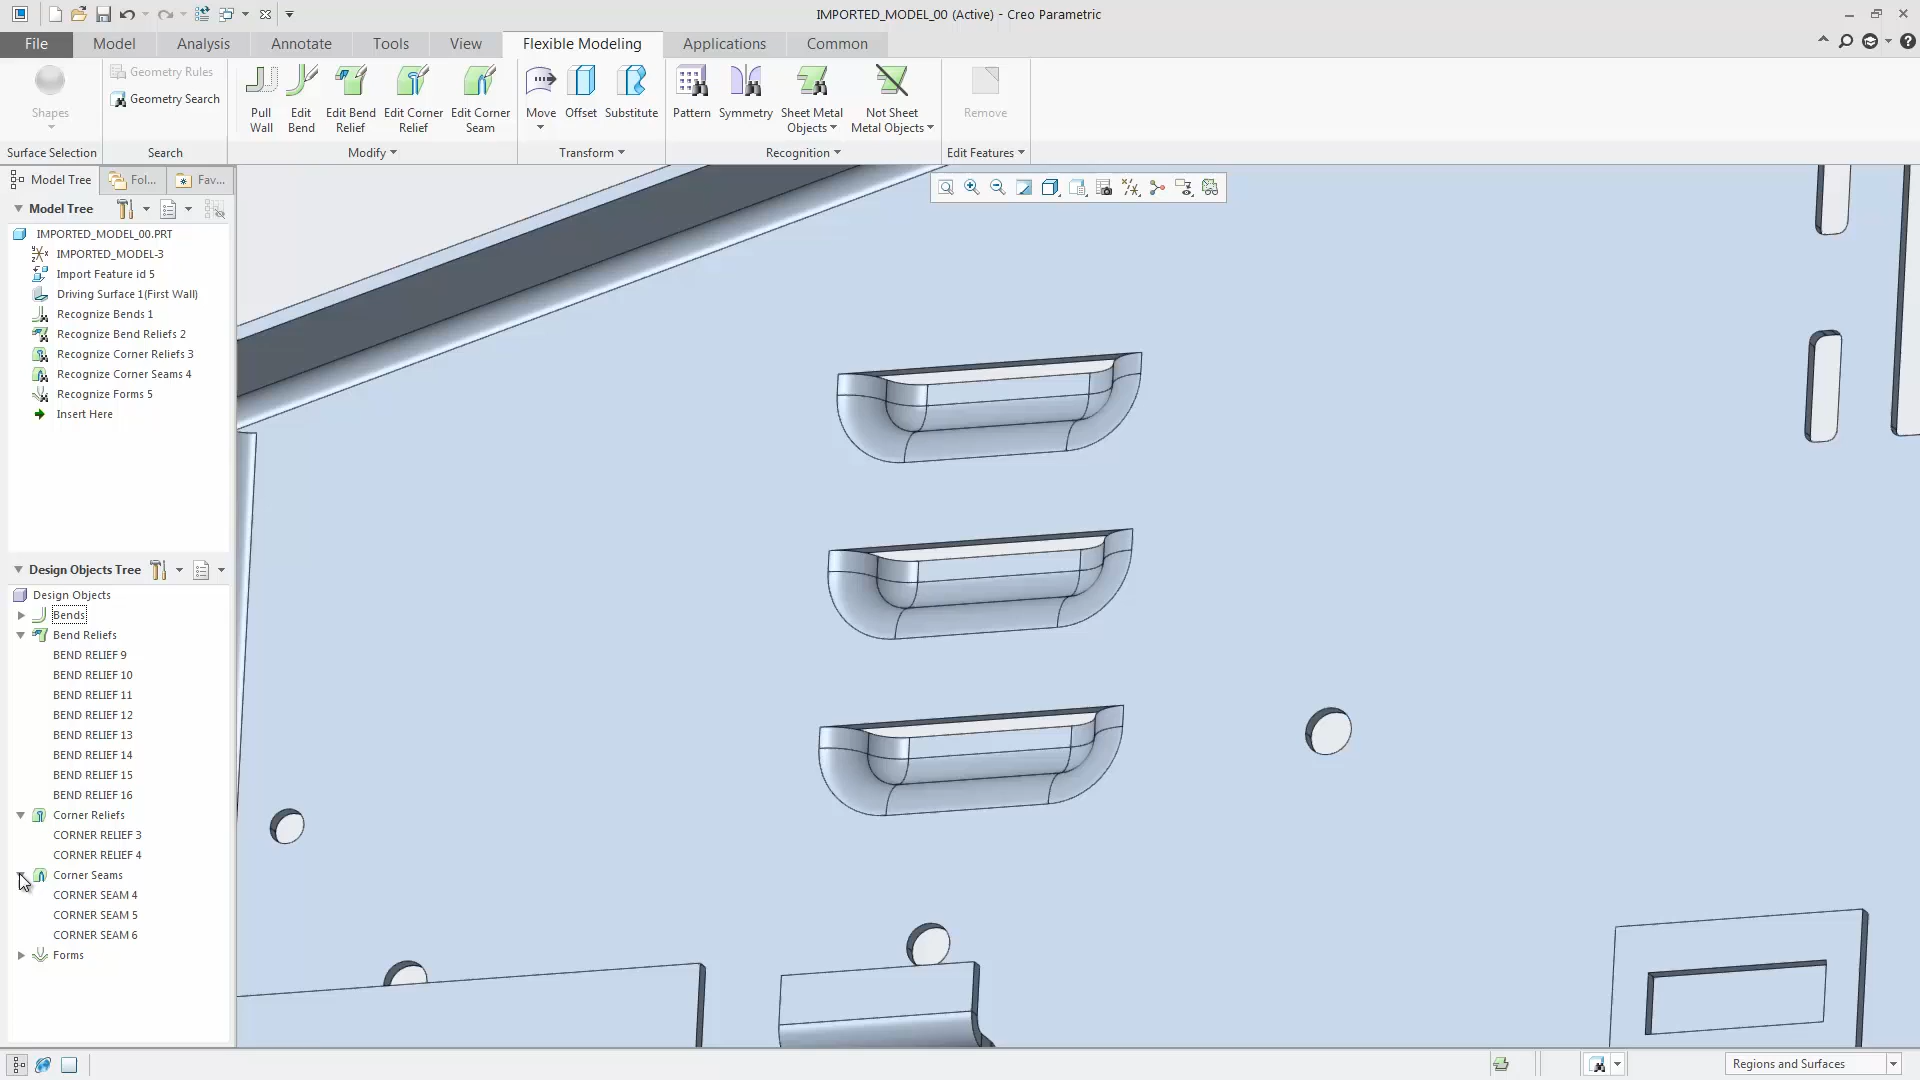 IMPORTED_MODEL_00 (Active) - Creo Parametric
File Model Analysis Annotate Tools View Flexible Modeling Applications Common
Shapes
Surface Selection
Geometry Rules
Geometry Search
Search
Pull Wall
Edit Bend
Edit Bend Relief
Edit Corner Relief
Edit Corner Seam
Modify
Move
Offset
Substitute
Transform
Pattern
Symmetry
Sheet Metal Objects
Not Sheet Metal Objects
Recognition
Remove
Edit Features
Model Tree Fol... Fav...
Model Tree
IMPORTED_MODEL_00.PRT
IMPORTED_MODEL-3
Import Feature id 5
Driving Surface 1(First Wall)
Recognize Bends 1
Recognize Bend Reliefs 2
Recognize Corner Reliefs 3
Recognize Corner Seams 4
Recognize Forms 5
Insert Here
Design Objects Tree
Design Objects
Bends
Bend Reliefs
BEND RELIEF 9
BEND RELIEF 10
BEND RELIEF 11
BEND RELIEF 12
BEND RELIEF 13
BEND RELIEF 14
BEND RELIEF 15
BEND RELIEF 16
Corner Reliefs
CORNER RELIEF 3
CORNER RELIEF 4
Corner Seams
CORNER SEAM 4
CORNER SEAM 5
CORNER SEAM 6
Forms
Regions and Surfaces